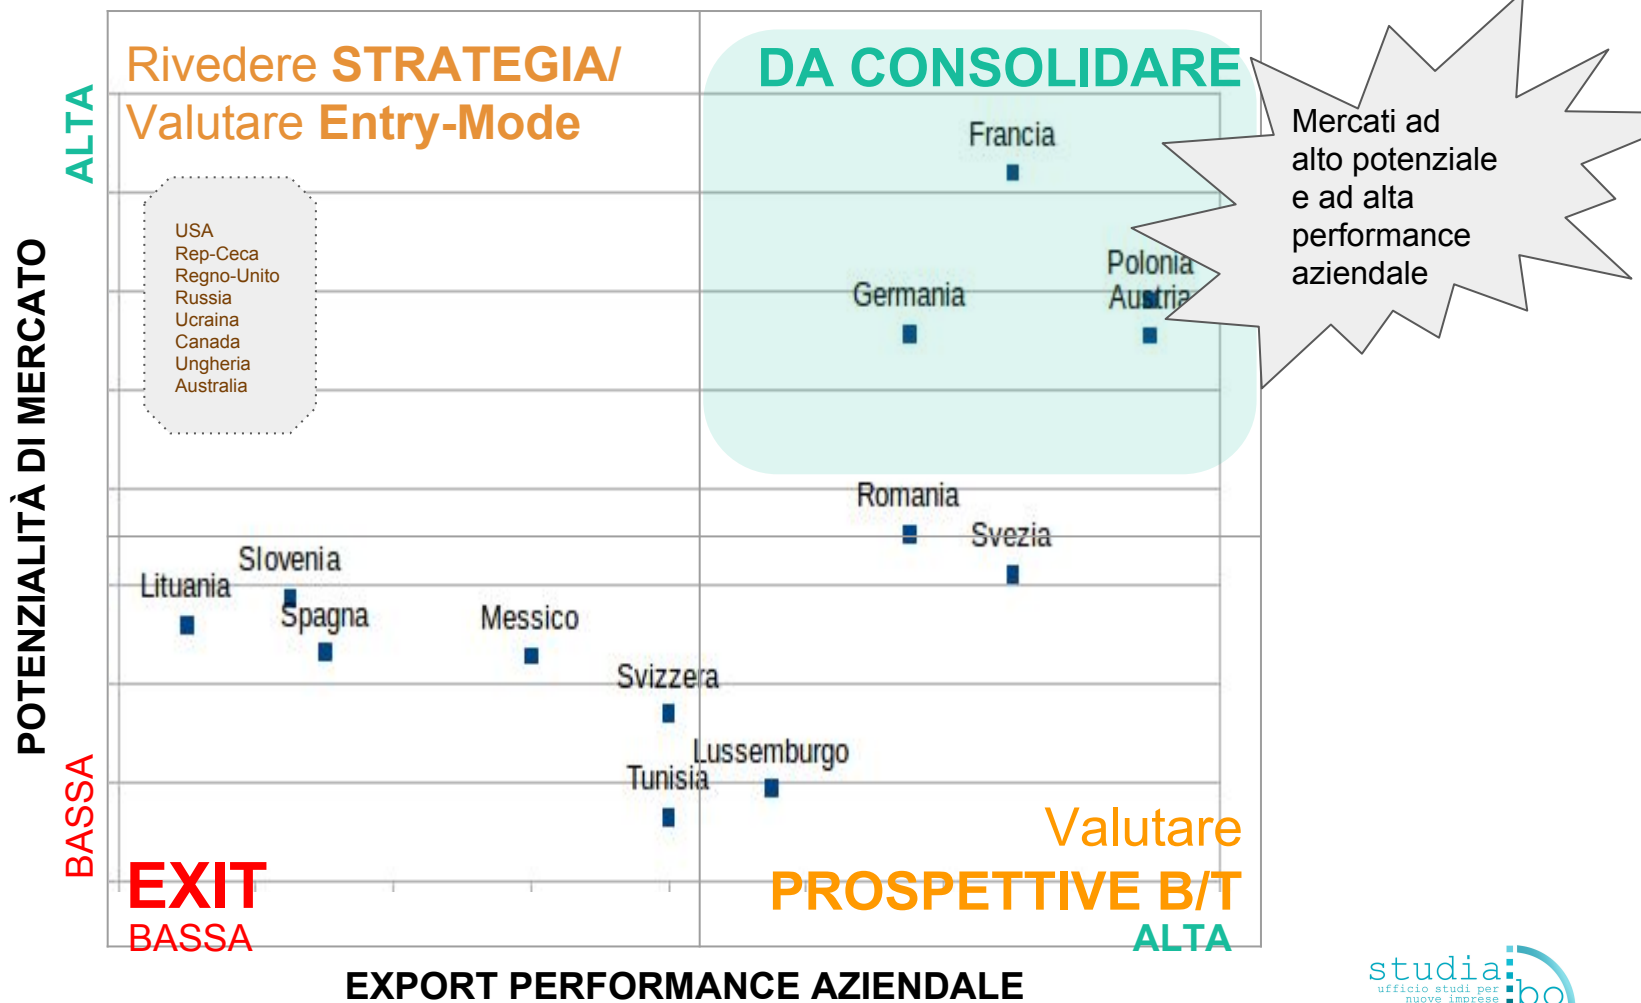 Rivedere STRATEGIA/
Valutare Entry-Mode
DA CONSOLIDARE
ALTA
Francia
Mercati ad
alto potenziale
e ad alta
performance
aziendale
USA
Rep-Ceca
Regno-Unito
Russia
Ucraina
Canada
Ungheria
Australia
Polonia
Germania
Austria
POTENZIALITÀ DI MERCATO
Romania
Svezia
Slovenia
Lituania
Spagna
Messico
Svizzera
Lussemburgo
Tunisia
BASSA
Valutare
PROSPETTIVE B/T
EXIT
BASSA
ALTA
EXPORT PERFORMANCE AZIENDALE
studia
bo
ufficio studi per
nuove imprese